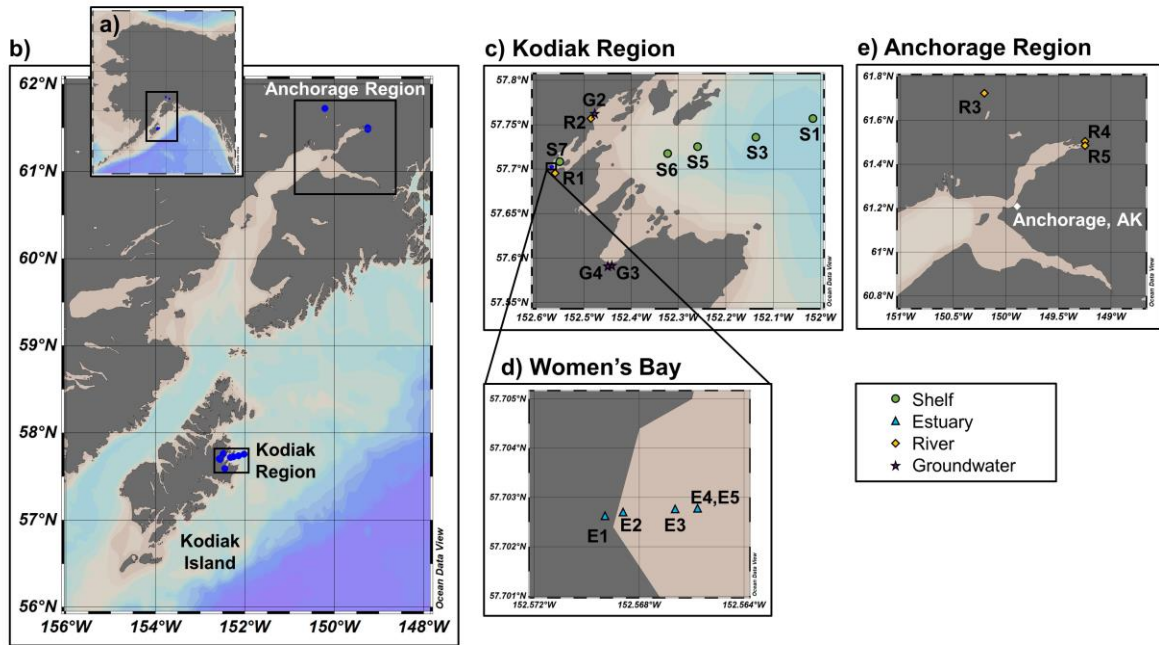 a)
b)
Anchorage Region
62°N
61°N
60°N
59°N
58°N
57°N
56°N
156°W 154°W 152°W 150°W 148°W
Kodiak
Region
Kodiak
Island
Ocean Data View
c) Kodiak Region
57.8°N
57.75°N
57.7°N
57.65°N
57.6°N
57.55°N
152.6°W 152.5°W 152.4°W 152.3°W 152.2°W 152.1°W 152°W
G2
R2
S7
R1
S6
S5
S3
S1
G4
G3
Ocean Data View
d) Women's Bay
57.705°N
57.704°N
57.703°N
57.702°N
57.701°N
152.572°W 152.568°W 152.564°W
E1
E2
E3
E4,E5
Ocean Data View
e) Anchorage Region
61.8°N
61.6°N
61.4°N
61.2°N
61°N
60.8°N
151°W 150.5°W 150°W 149.5°W 149°W
R3
R4
R5
Anchorage, AK
Ocean Data View
Shelf
Estuary
River
Groundwater